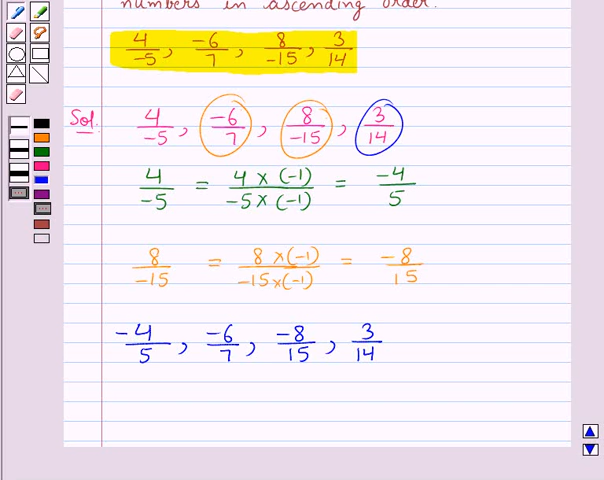 numbers in ascending order.
4/-5, -6/7, 8/-15, 3/14
Sol. 4/-5, -6/7, 8/-15, 3/14
4/-5 = 4 × (-1)/-5 × (-1) = -4/5
8/-15 = 8 × (-1)/-15 × (-1) = -8/15
-4/5, -6/7, -8/15, 3/14